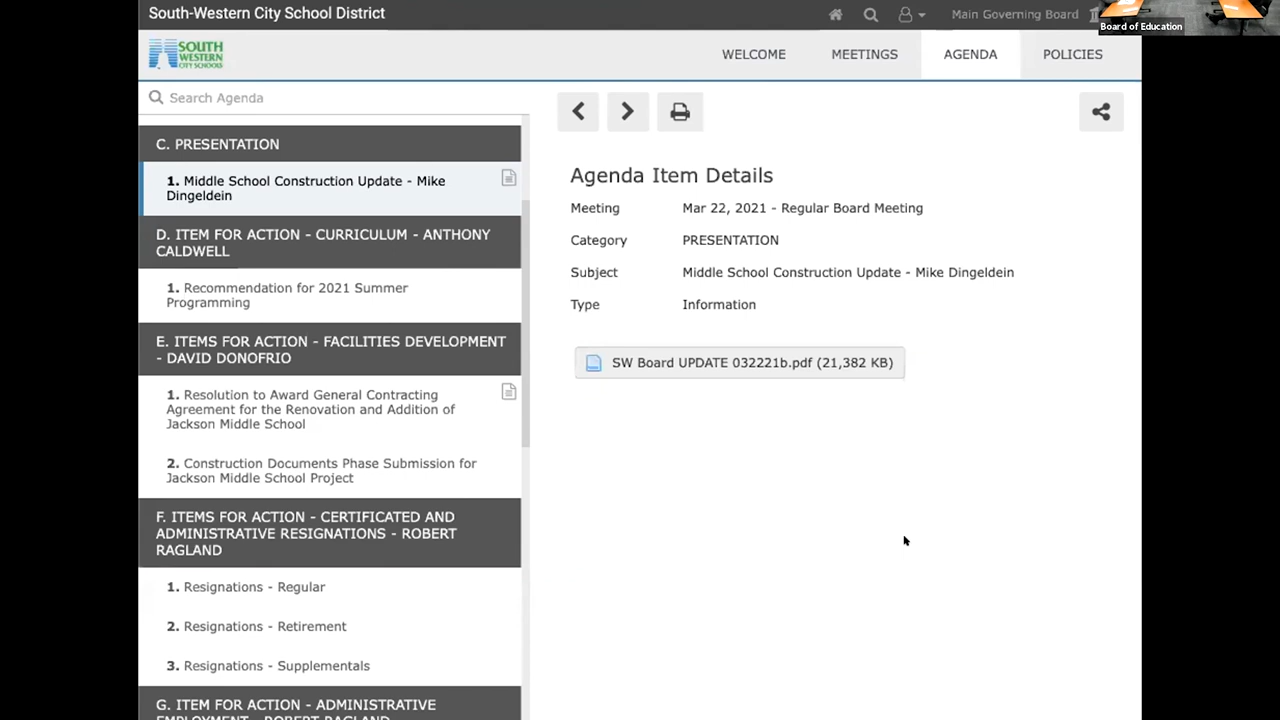 South-Western City School District
Main Governing Board
Board of Education
SOUTH
WESTERN
CITY SCHOOLS
WELCOME
MEETINGS
AGENDA
POLICIES
Search Agenda
C. PRESENTATION
1. Middle School Construction Update - Mike
Dingeldein
D. ITEM FOR ACTION - CURRICULUM - ANTHONY
CALDWELL
1. Recommendation for 2021 Summer
Programming
E. ITEMS FOR ACTION - FACILITIES DEVELOPMENT
- DAVID DONOFRIO
1. Resolution to Award General Contracting
Agreement for the Renovation and Addition of
Jackson Middle School
2. Construction Documents Phase Submission for
Jackson Middle School Project
F. ITEMS FOR ACTION - CERTIFICATED AND
ADMINISTRATIVE RESIGNATIONS - ROBERT
RAGLAND
1. Resignations - Regular
2. Resignations - Retirement
3. Resignations - Supplementals
G. ITEM FOR ACTION - ADMINISTRATIVE
EMPLOYMENT - ROBERT RAGLAND
Agenda Item Details
Meeting Mar 22, 2021 - Regular Board Meeting
Category PRESENTATION
Subject Middle School Construction Update - Mike Dingeldein
Type Information
SW Board UPDATE 032221b.pdf (21,382 KB)